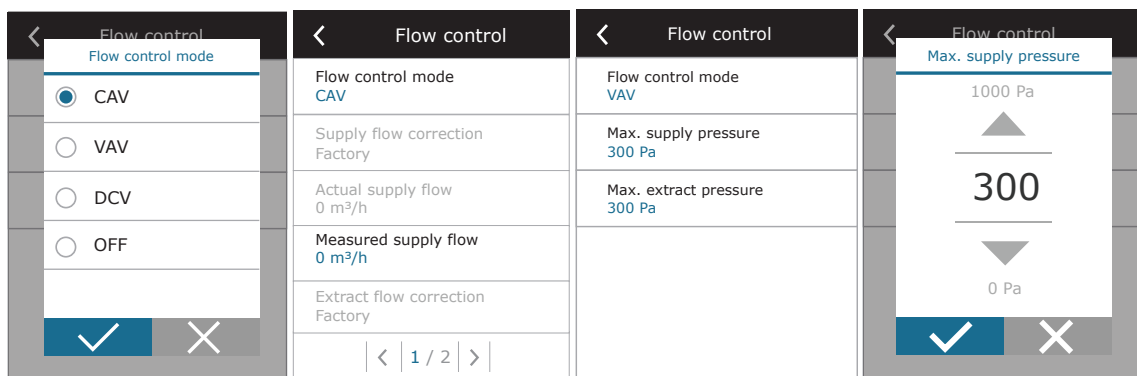 Flow control
Flow control mode
CAV
VAV
DCV
OFF
Flow control
Flow control mode
CAV
Supply flow correction
Factory
Actual supply flow
0 m³/h
Measured supply flow
0 m³/h
Extract flow correction
Factory
1 / 2
Flow control
Flow control mode
VAV
Max. supply pressure
300 Pa
Max. extract pressure
300 Pa
Flow control
Max. supply pressure
1000 Pa
300
0 Pa